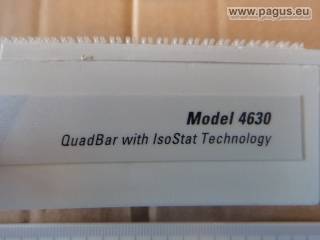 www.pagus.eu
Model 4630
QuadBar with IsoStat Technology